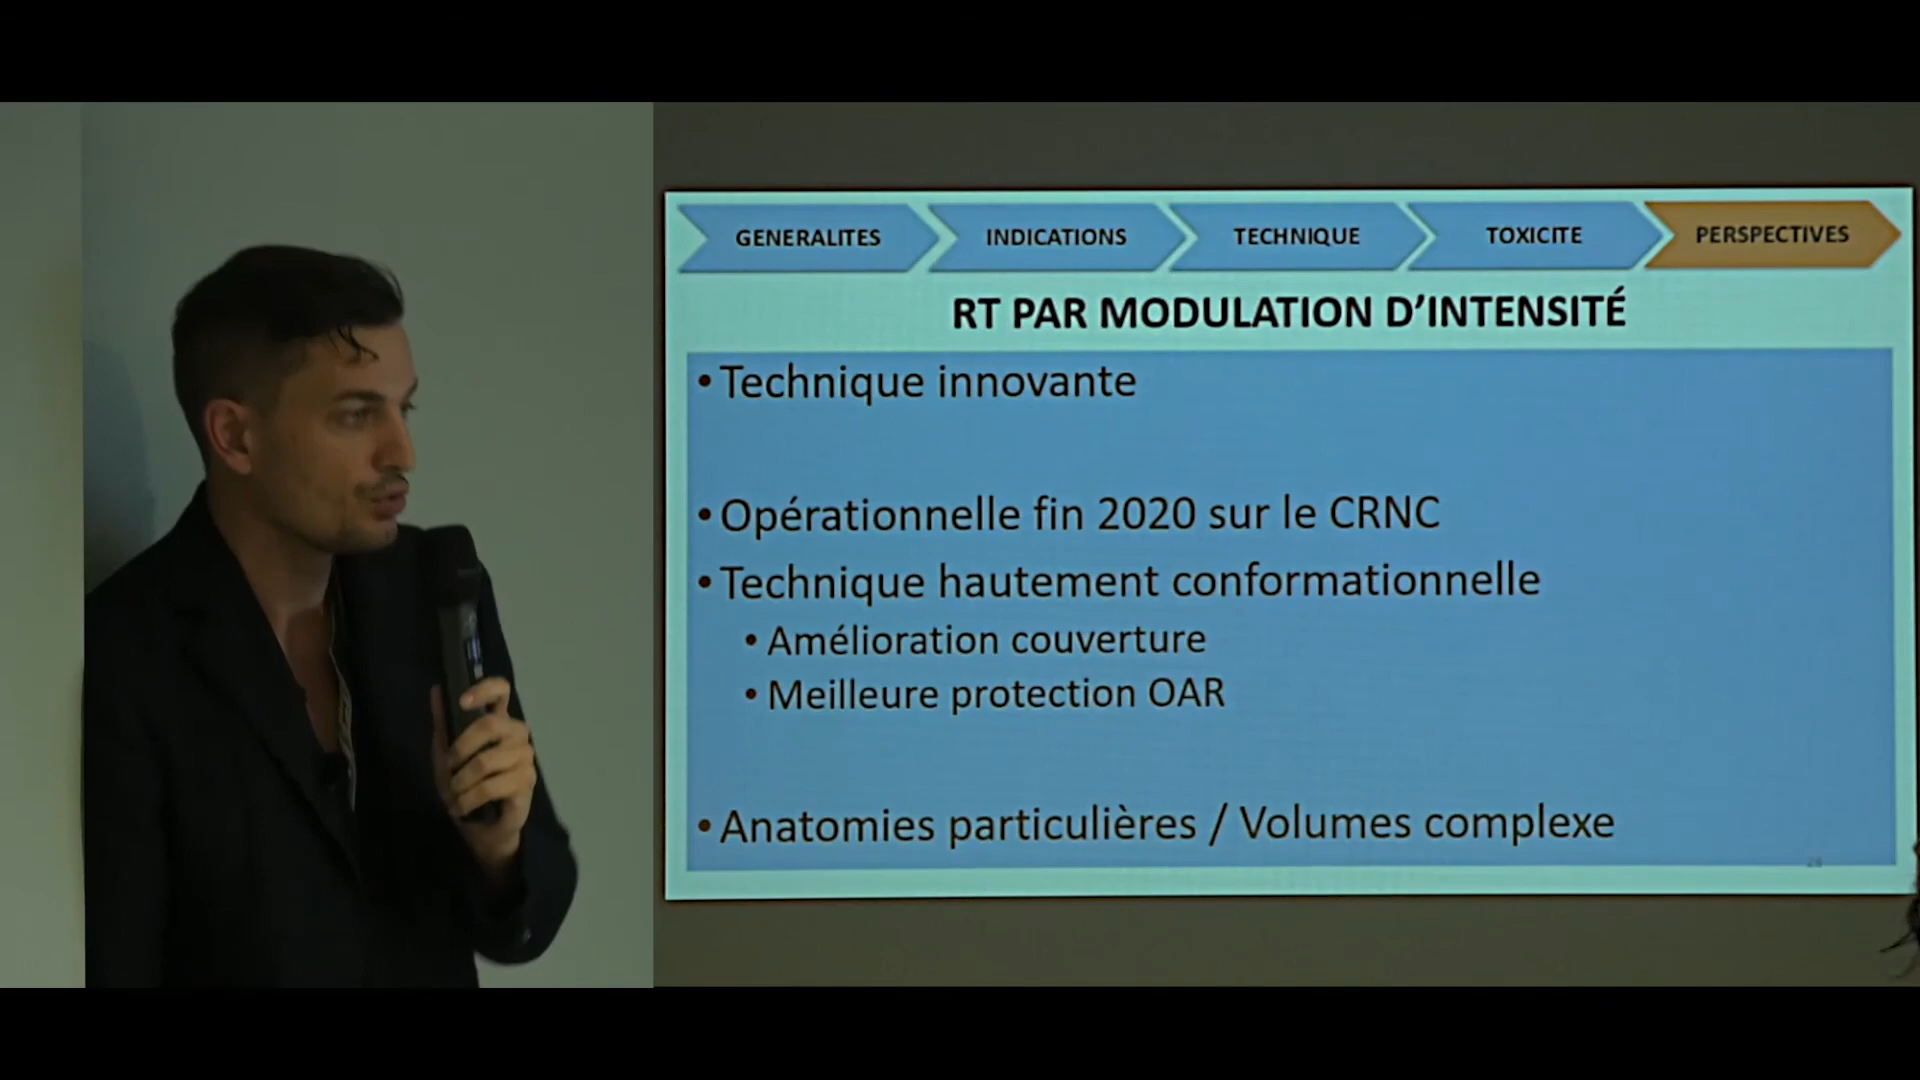 GENERALITES
INDICATIONS
TECHNIQUE
TOXICITE
PERSPECTIVES
RT PAR MODULATION D’INTENSITÉ
•Technique innovante
•Opérationnelle fin 2020 sur le CRNC
•Technique hautement conformationnelle
•Amélioration couverture
•Meilleure protection OAR
•Anatomies particulières / Volumes complexe